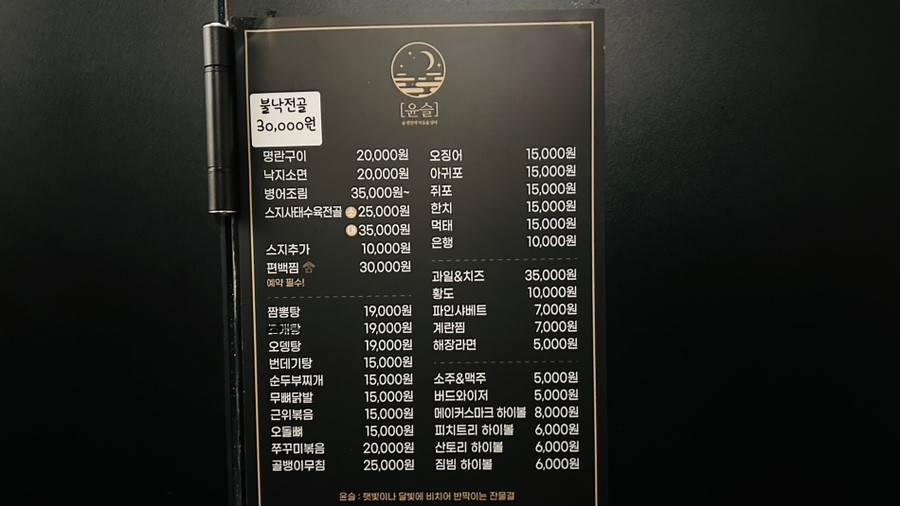 [윤슬]
불낙전골
30,000원
명란구이 20,000원
낙지소면 20,000원
병어조림 35,000원~
스지사태수육전골 소 25,000원
대 35,000원
스지추가 10,000원
편백찜 30,000원
예약 필수!
짬뽕탕 19,000원
조개탕 19,000원
오뎅탕 19,000원
번데기탕 15,000원
순두부찌개 15,000원
무뼈닭발 15,000원
근위볶음 15,000원
오돌뼈 15,000원
쭈꾸미볶음 20,000원
골뱅이무침 25,000원
오징어 15,000원
아귀포 15,000원
쥐포 15,000원
한치 15,000원
먹태 15,000원
은행 10,000원
과일&치즈 35,000원
황도 10,000원
파인샤베트 7,000원
계란찜 7,000원
해장라면 5,000원
소주&맥주 5,000원
버드와이저 5,000원
메이커스마크 하이볼 8,000원
피치트리 하이볼 6,000원
산토리 하이볼 6,000원
짐빔 하이볼 6,000원
윤슬 : 햇빛이나 달빛에 비치어 반짝이는 잔물결